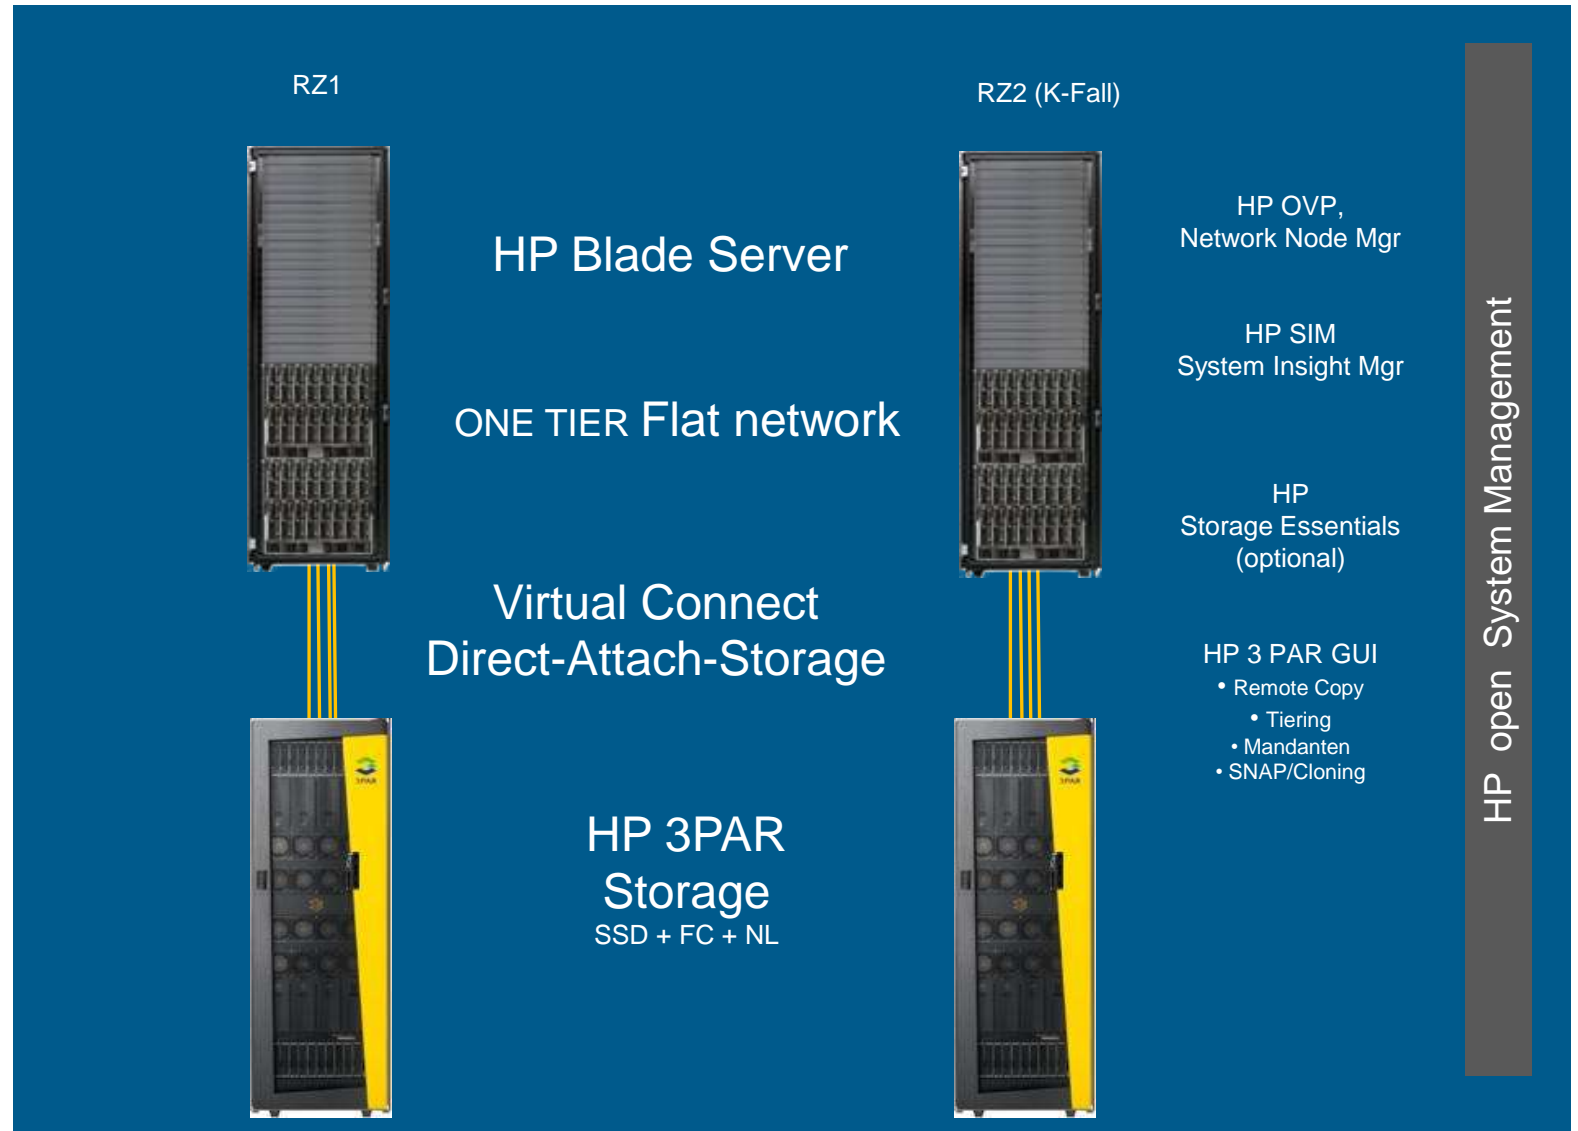 RZ1
RZ2 (K-Fall)
HP Blade Server
ONE TIER Flat network
Virtual Connect
Direct-Attach-Storage
HP 3PAR
Storage
SSD + FC + NL
HP OVP,
Network Node Mgr
HP SIM
System Insight Mgr
HP
Storage Essentials
(optional)
HP 3 PAR GUI
• Remote Copy
• Tiering
• Mandanten
• SNAP/Cloning
HP open System Management
3PAR
3PAR